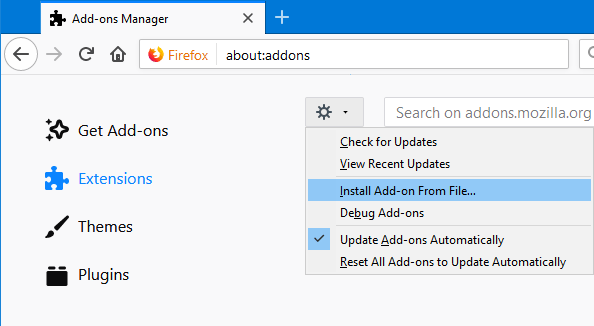 Add-ons Manager
Firefox about:addons
Get Add-ons
Extensions
Themes
Plugins
Search on addons.mozilla.org
Check for Updates
View Recent Updates
Install Add-on From File...
Debug Add-ons
Update Add-ons Automatically
Reset All Add-ons to Update Automatically